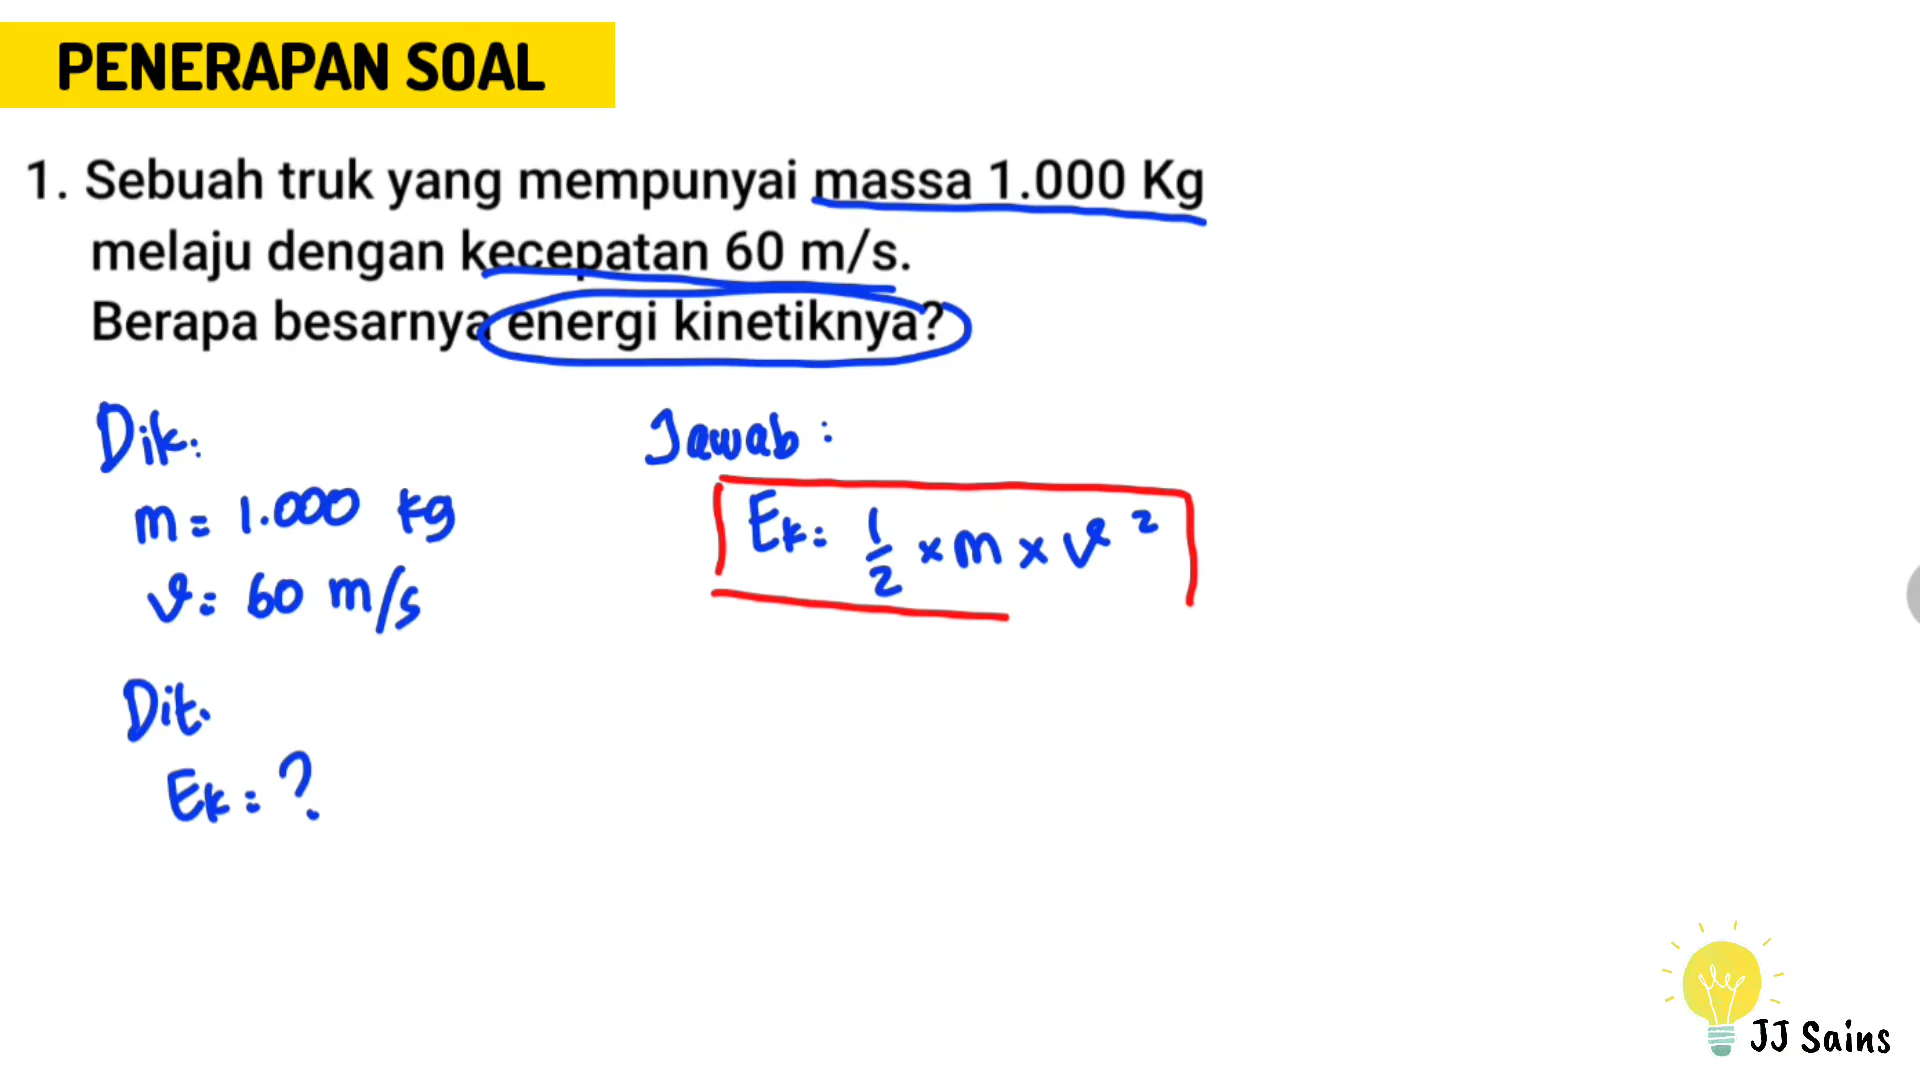 PENERAPAN SOAL
1. Sebuah truk yang mempunyai massa 1.000 Kg
melaju dengan kecepatan 60 m/s.
Berapa besarnya energi kinetiknya?
Dik:
m = 1.000 kg
v = 60 m/s
Dit.
Ek = ?
Jawab :
Ek = 1/2 × m × v²
JJ Sains